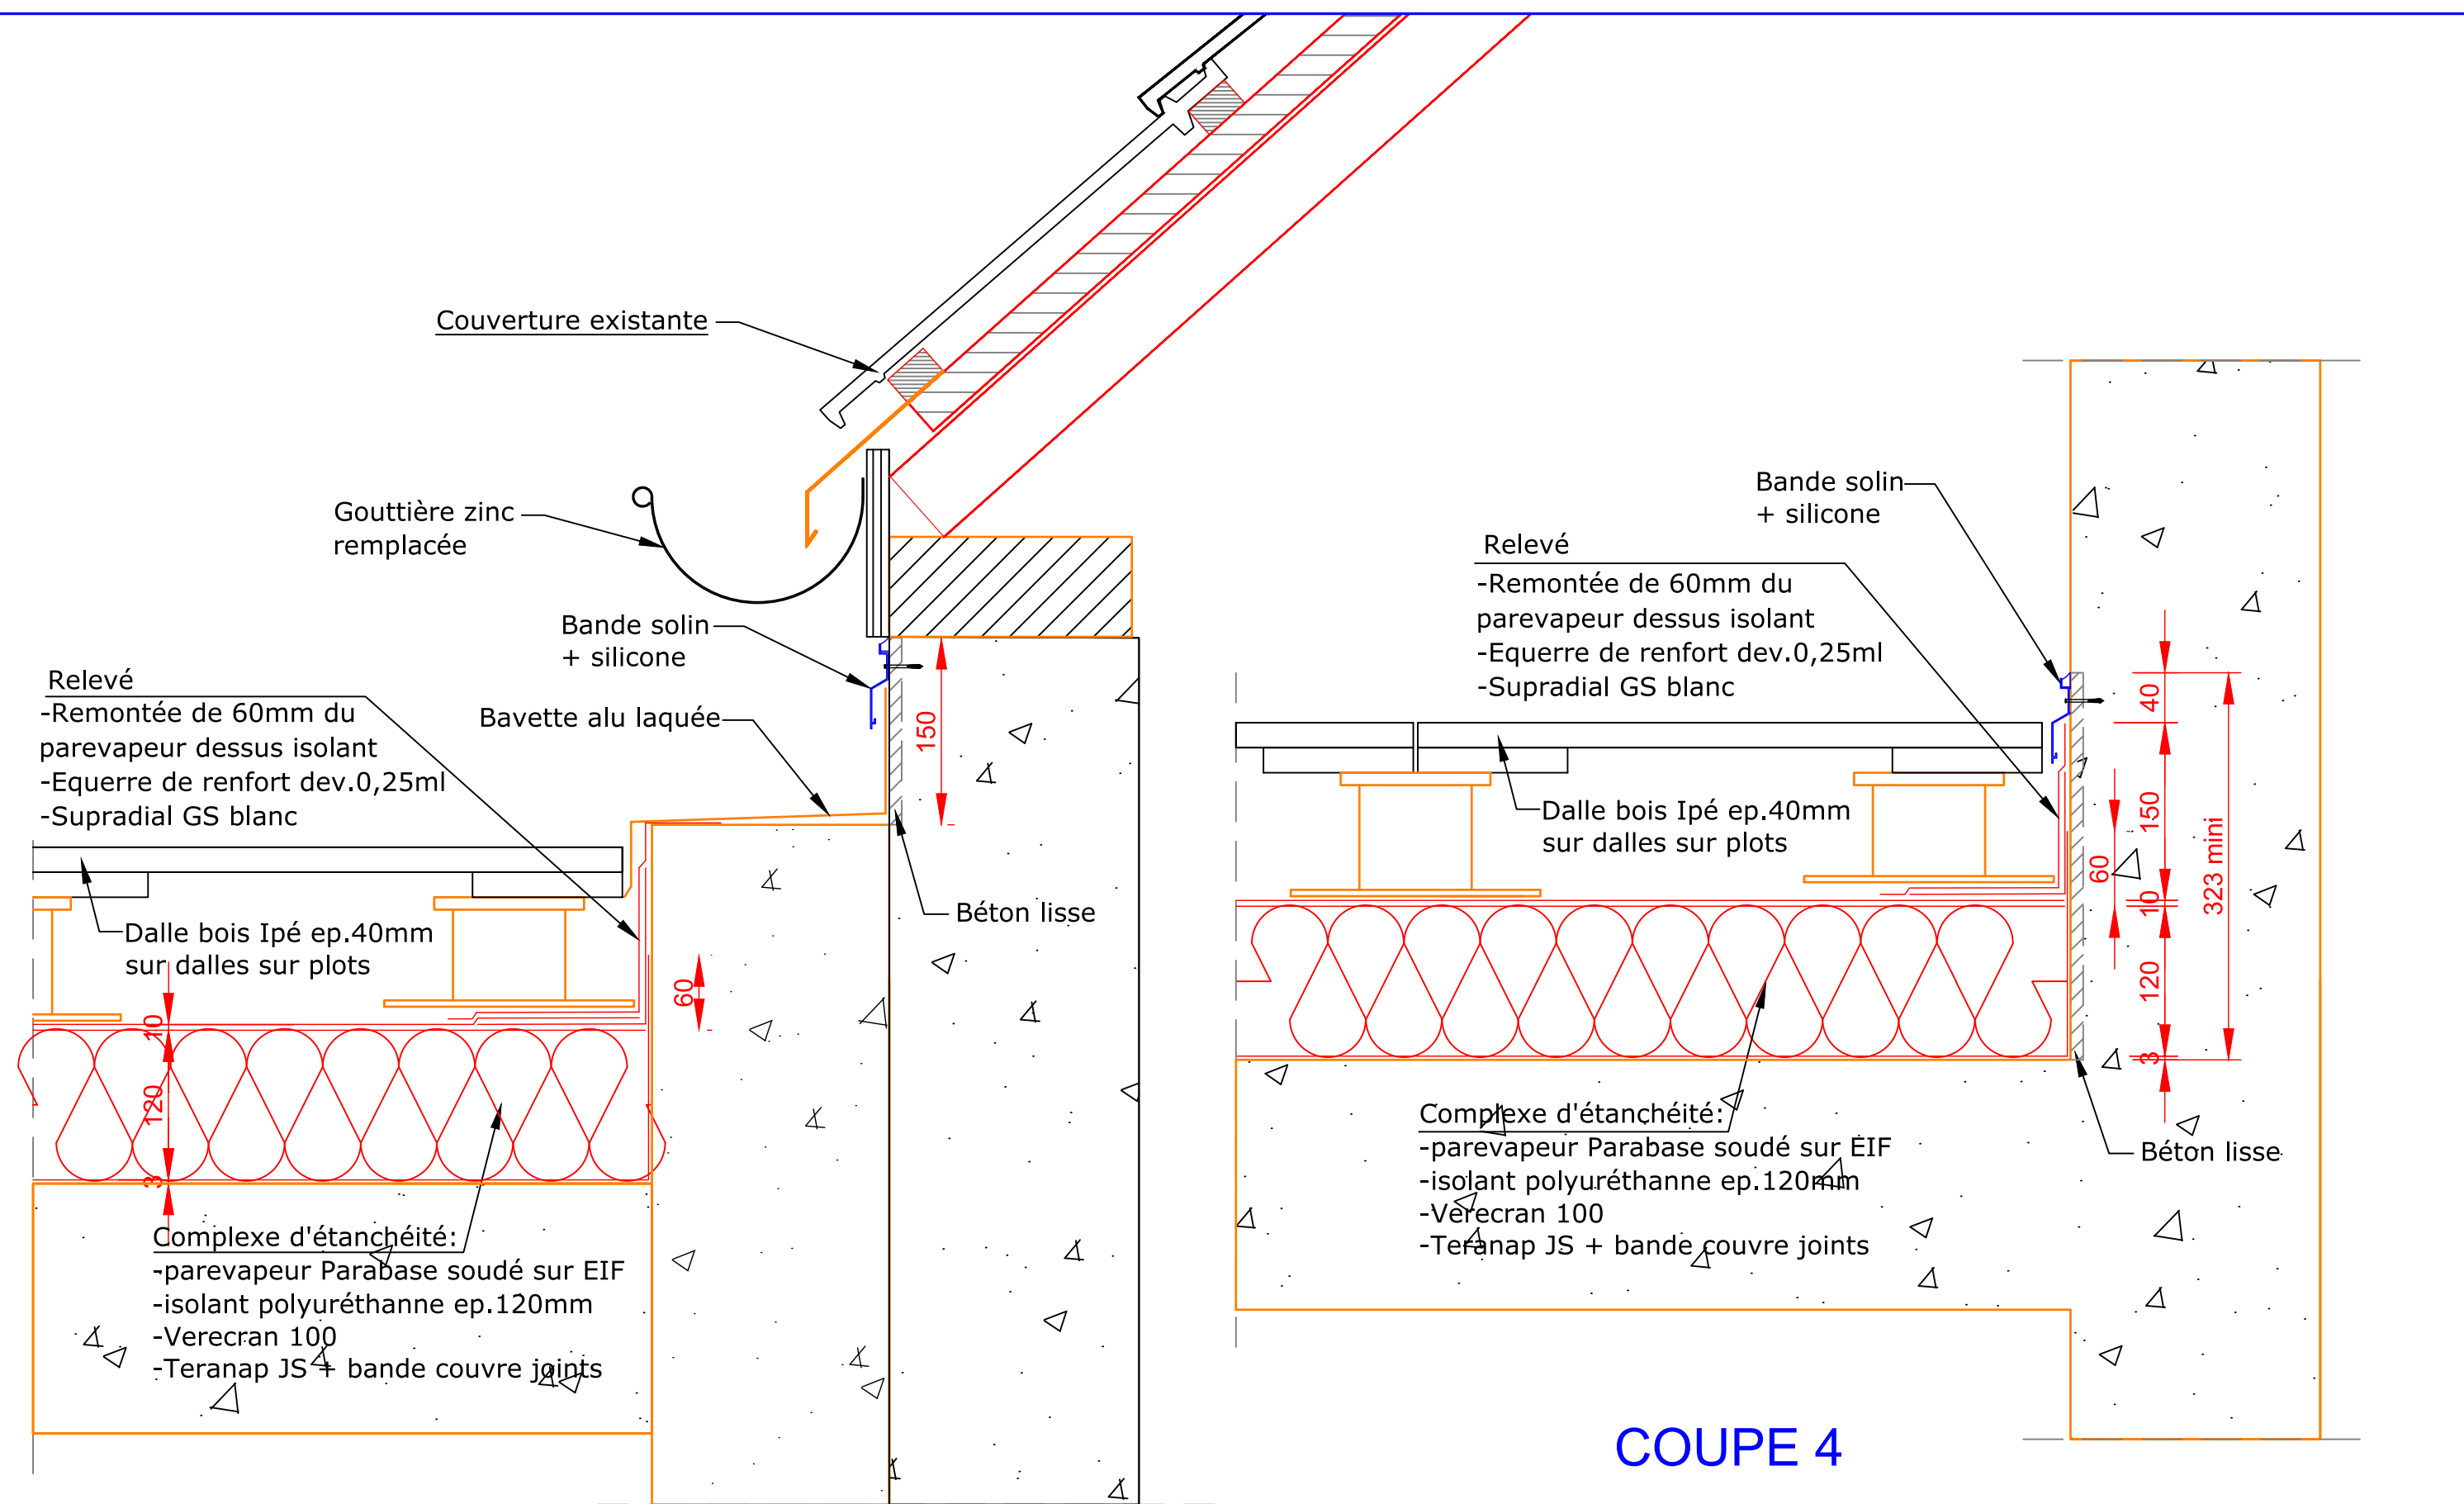 Couverture existante
Gouttière zinc
remplacée
Bande solin
+ silicone
Relevé
-Remontée de 60mm du
parevapeur dessus isolant
-Equerre de renfort dev.0,25ml
-Supradial GS blanc
Bavette alu laquée
150
Béton lisse
Dalle bois Ipé ep.40mm
sur dalles sur plots
60
10
120
3
Complexe d'étanchéité:
-parevapeur Parabase soudé sur EIF
-isolant polyuréthanne ep.120mm
-Verecran 100
-Teranap JS + bande couvre joints
Bande solin
+ silicone
Relevé
-Remontée de 60mm du
parevapeur dessus isolant
-Equerre de renfort dev.0,25ml
-Supradial GS blanc
Dalle bois Ipé ep.40mm
sur dalles sur plots
40
150
60
10
120
3
323 mini
Complexe d'étanchéité:
-parevapeur Parabase soudé sur EIF
-isolant polyuréthanne ep.120mm
-Verecran 100
-Teranap JS + bande couvre joints
Béton lisse
COUPE 4